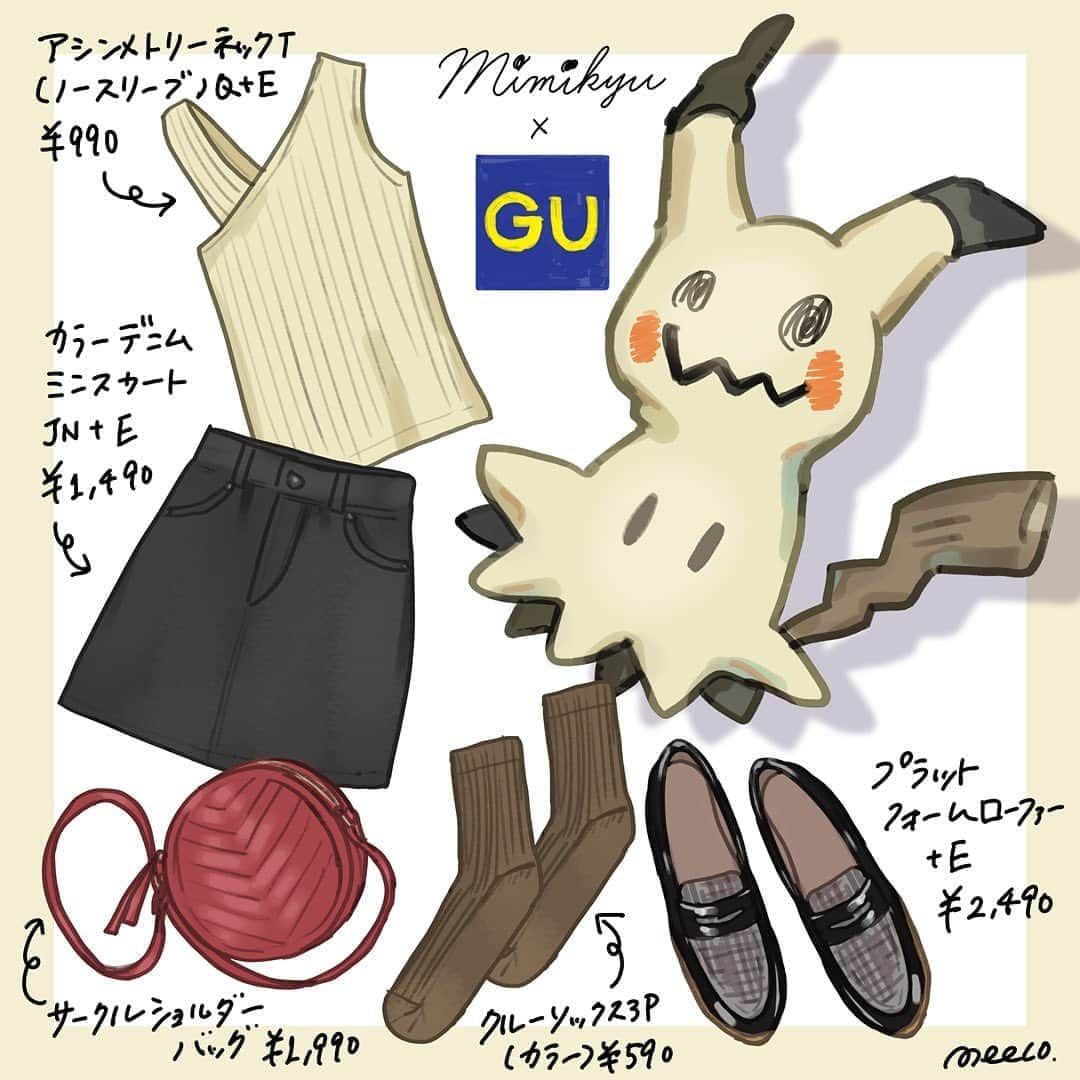 アシンメトリーネックT
(ノースリーブ)Q+E
¥990
Mimikyu
×
GU
カラーデニム
ミニスカート
JN+E
¥1,490
プラット
フォームローファー
+E
¥2,490
サークルショルダー
バッグ ¥1,990
クルーソックス3P
(カラー)¥590
meeco.